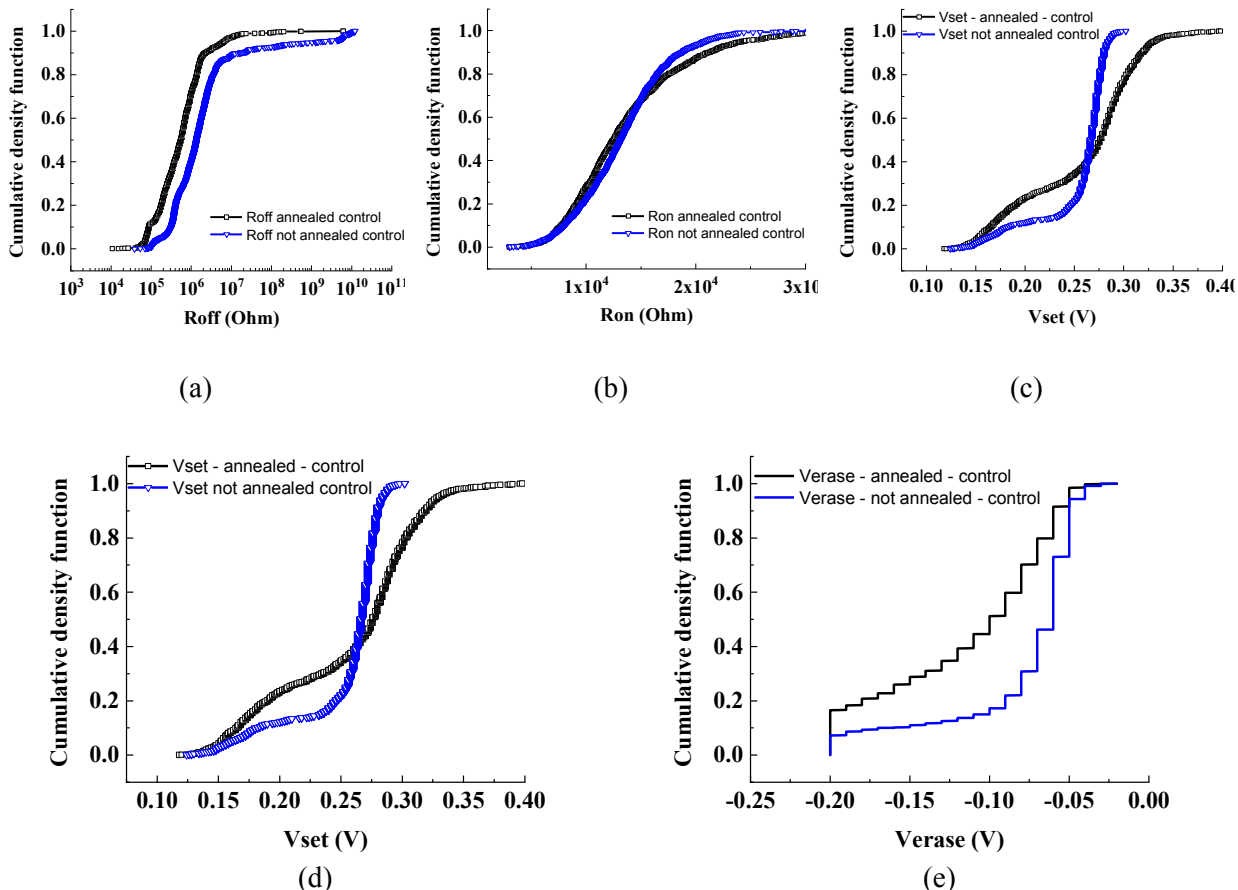 Cumulative density function
1.0
0.8
0.6
0.4
0.2
0.0
Roff annealed control
Roff not annealed control
10³ 10⁴ 10⁵ 10⁶ 10⁷ 10⁸ 10⁹ 10¹⁰ 10¹¹
Roff (Ohm)
(a)
Cumulative density function
1.0
0.8
0.6
0.4
0.2
0.0
Ron annealed control
Ron not annealed control
1x10⁴ 2x10⁴ 3x10
Ron (Ohm)
(b)
Cumulative density function
Vset - annealed - control
Vset not annealed control
1.0
0.8
0.6
0.4
0.2
0.0
0.10 0.15 0.20 0.25 0.30 0.35 0.40
Vset (V)
(c)
Cumulative density function
Vset - annealed - control
Vset not annealed control
1.0
0.8
0.6
0.4
0.2
0.0
0.10 0.15 0.20 0.25 0.30 0.35 0.40
Vset (V)
(d)
Cumulative density function
Verase - annealed - control
Verase - not annealed - control
1.0
0.8
0.6
0.4
0.2
0.0
-0.25 -0.20 -0.15 -0.10 -0.05 0.00
Verase (V)
(e)